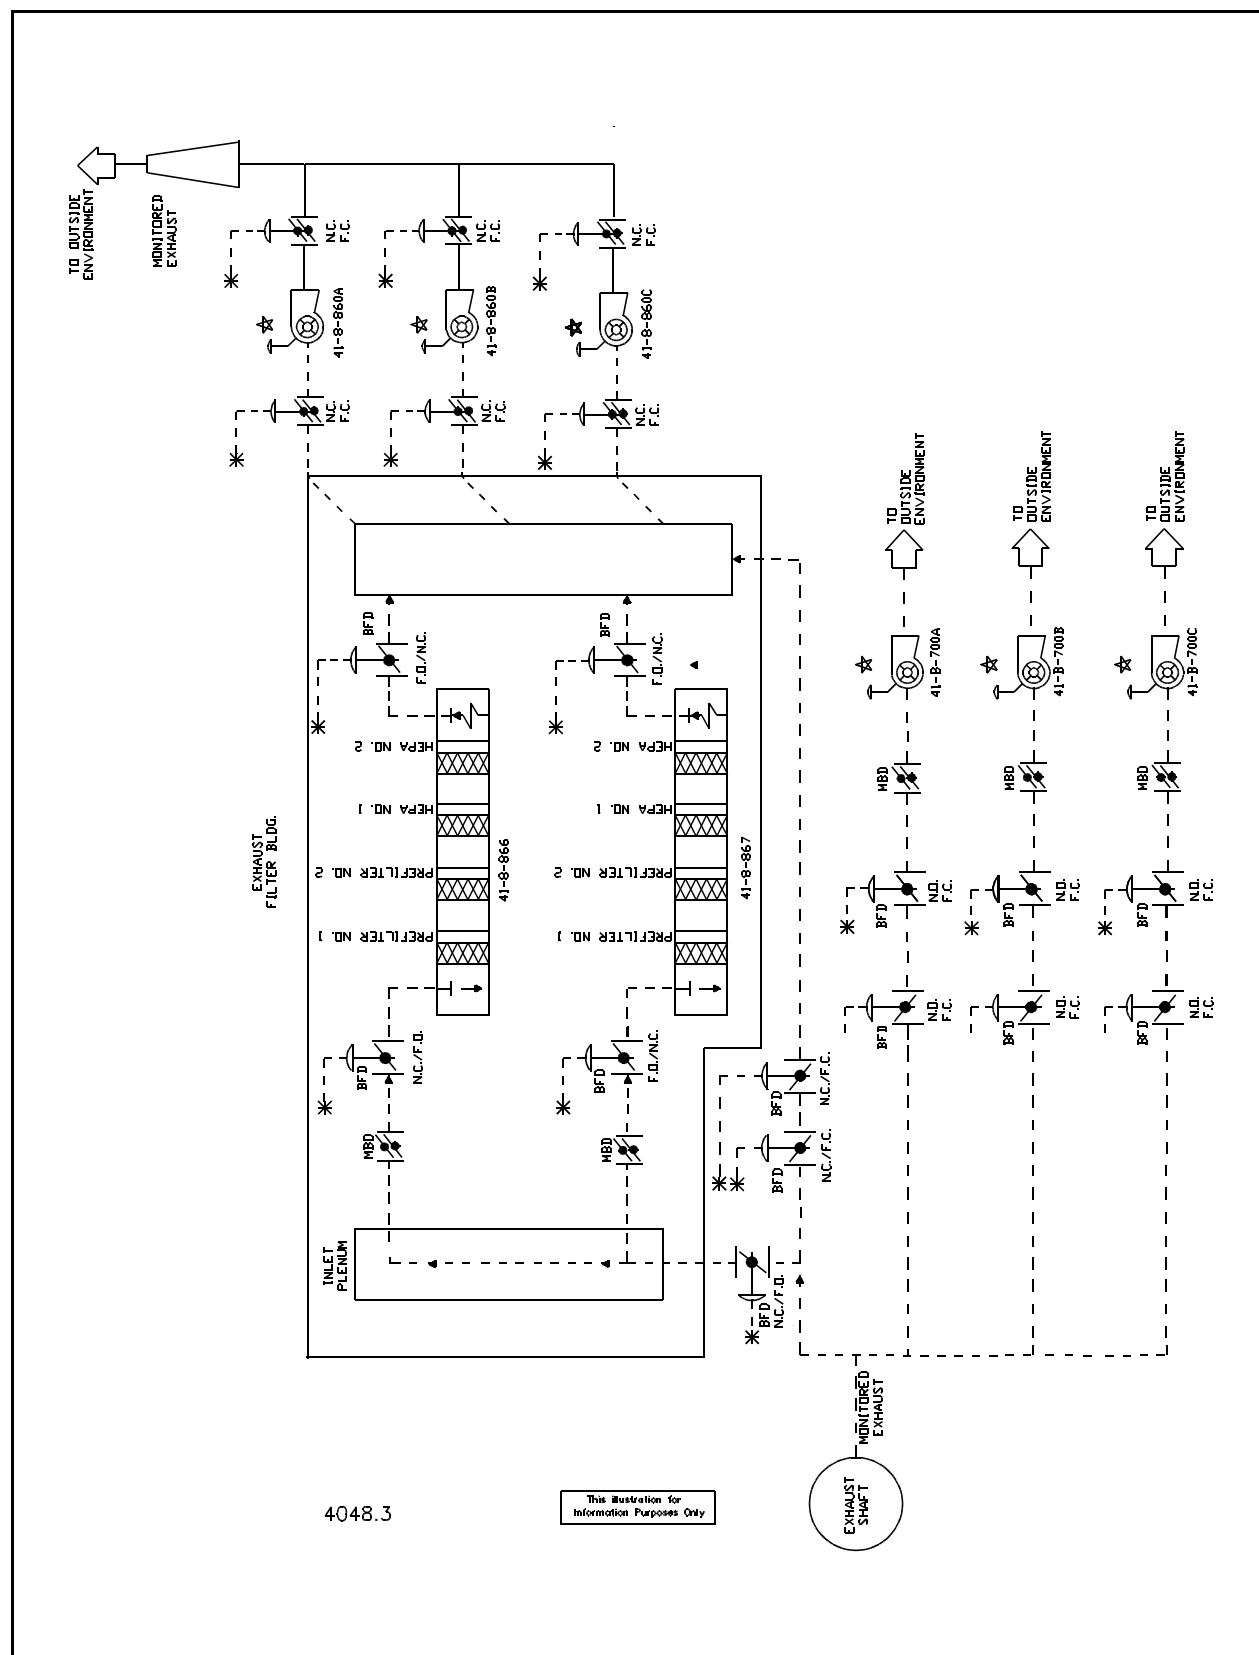 TO OUTSIDE
ENVIRONMENT
MONITORED
EXHAUST
N.C.
F.C.
N.C.
F.C.
N.C.
F.C.
41-B-860A
41-B-860B
41-B-860C
N.C.
F.C.
N.C.
F.C.
N.C.
F.C.
TO
OUTSIDE
ENVIRONMENT
TO
OUTSIDE
ENVIRONMENT
TO
OUTSIDE
ENVIRONMENT
BFD
F.O./N.C.
BFD
F.O./N.C.
41-B-700A
41-B-700B
41-B-700C
HEPA NO. 2
HEPA NO. 2
MBD
MBD
MBD
HEPA NO. 1
HEPA NO. 1
EXHAUST
FILTER BLDG.
PREFILTER NO. 2
41-B-866
PREFILTER NO. 2
41-B-867
BFD
N.O.
F.C.
BFD
N.O.
F.C.
BFD
N.O.
F.C.
PREFILTER NO. 1
PREFILTER NO. 1
BFD
N.O.
F.C.
BFD
N.O.
F.C.
BFD
N.O.
F.C.
BFD
N.C./F.O.
BFD
F.O./N.C.
BFD
N.C./F.C.
MBD
MBD
BFD
N.C./F.C.
INLET
PLENUM
BFD
N.C./F.O.
MONITORED
EXHAUST
EXHAUST
SHAFT
4048.3
This illustration for
Information Purposes Only